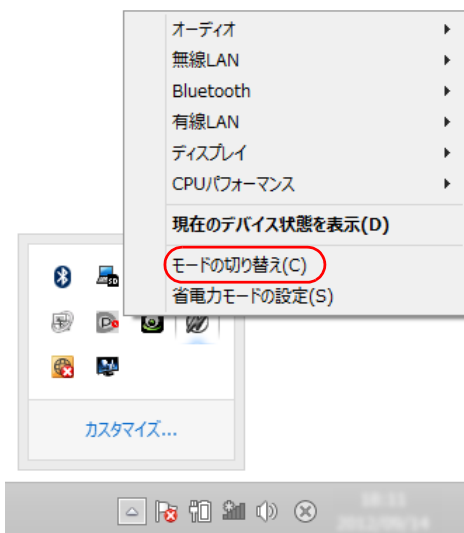 オーディオ
無線LAN
Bluetooth
有線LAN
ディスプレイ
CPUパフォーマンス
現在のデバイス状態を表示(D)
モードの切り替え(C)
省電力モードの設定(S)
SD
カスタマイズ...